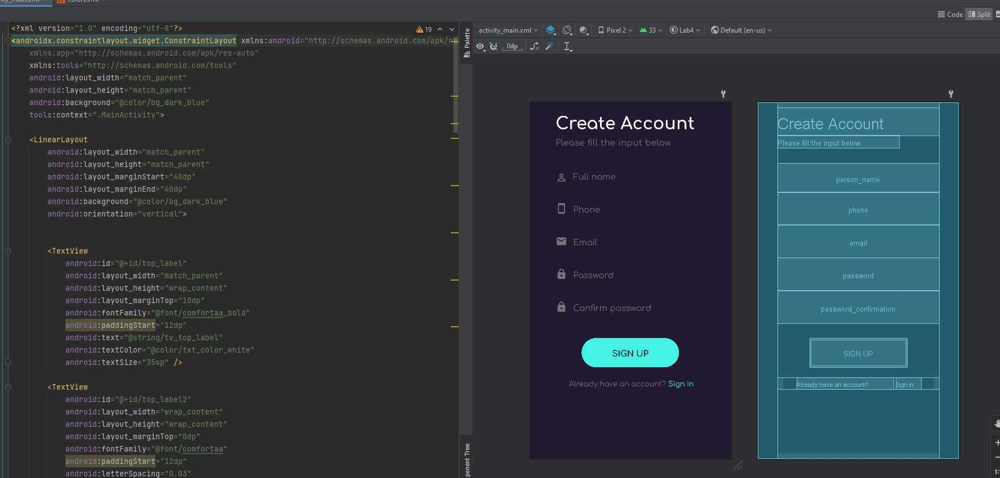 colors.xml
Code Split
<?xml version="1.0" encoding="utf-8"?>
19
<androidx.constraintlayout.widget.ConstraintLayout xmlns:android="http://schemas.android.com/apk/re
xmlns:app="http://schemas.android.com/apk/res-auto"
xmlns:tools="http://schemas.android.com/tools"
android:layout_width="match_parent"
android:layout_height="match_parent"
android:background="@color/bg_dark_blue"
tools:context=".MainActivity">
<LinearLayout
android:layout_width="match_parent"
android:layout_height="match_parent"
android:layout_marginStart="40dp"
android:layout_marginEnd="40dp"
android:background="@color/bg_dark_blue"
android:orientation="vertical">
<TextView
android:id="@+id/top_label"
android:layout_width="match_parent"
android:layout_height="wrap_content"
android:layout_marginTop="10dp"
android:fontFamily="@font/comfortaa_bold"
android:paddingStart="12dp"
android:text="@string/tv_top_label"
android:textColor="@color/txt_color_white"
android:textSize="35sp" />
<TextView
android:id="@+id/top_label2"
android:layout_width="wrap_content"
android:layout_height="wrap_content"
android:layout_marginTop="0dp"
android:fontFamily="@font/comfortaa"
android:paddingStart="12dp"
android:letterSpacing="0.03"
Palette
ponent Tree
activity_main.xml Pixel 2 33 Lab4 Default (en-us)
0dp
Create Account
Please fill the input below
Full name
Phone
Email
Password
Confirm password
SIGN UP
Already have an account? Sign in
Create Account
Please fill the input below
person_name
phone
email
password
password_confirmation
SIGN UP
Already have an account? Sign in